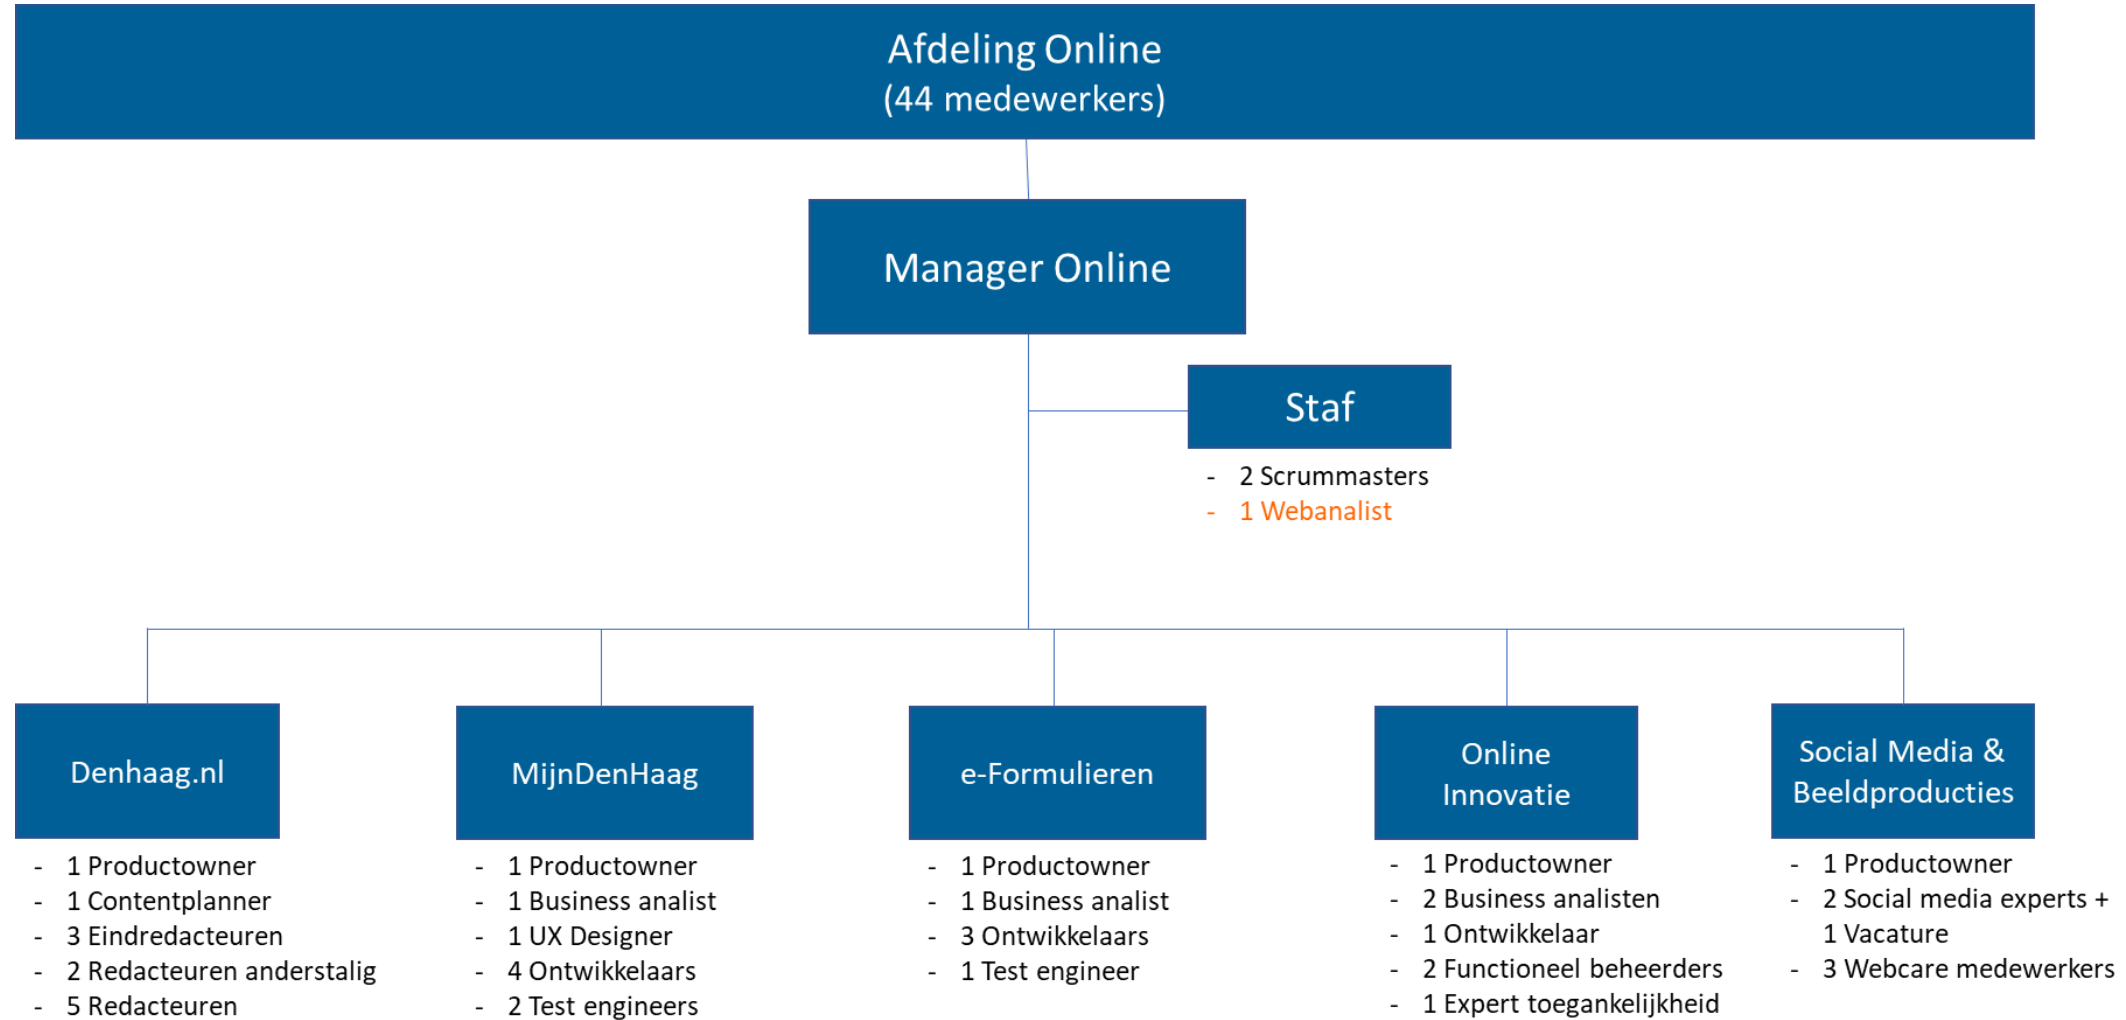 Afdeling Online
(44 medewerkers)
Manager Online
Staf
- 2 Scrummasters
- 1 Webanalist
Denhaag.nl
- 1 Productowner
- 1 Contentplanner
- 3 Eindredacteuren
- 2 Redacteuren anderstalig
- 5 Redacteuren
MijnDenHaag
- 1 Productowner
- 1 Business analist
- 1 UX Designer
- 4 Ontwikkelaars
- 2 Test engineers
e-Formulieren
- 1 Productowner
- 1 Business analist
- 3 Ontwikkelaars
- 1 Test engineer
Online
Innovatie
- 1 Productowner
- 2 Business analisten
- 1 Ontwikkelaar
- 2 Functioneel beheerders
- 1 Expert toegankelijkheid
Social Media &
Beeldproducties
- 1 Productowner
- 2 Social media experts +
1 Vacature
- 3 Webcare medewerkers